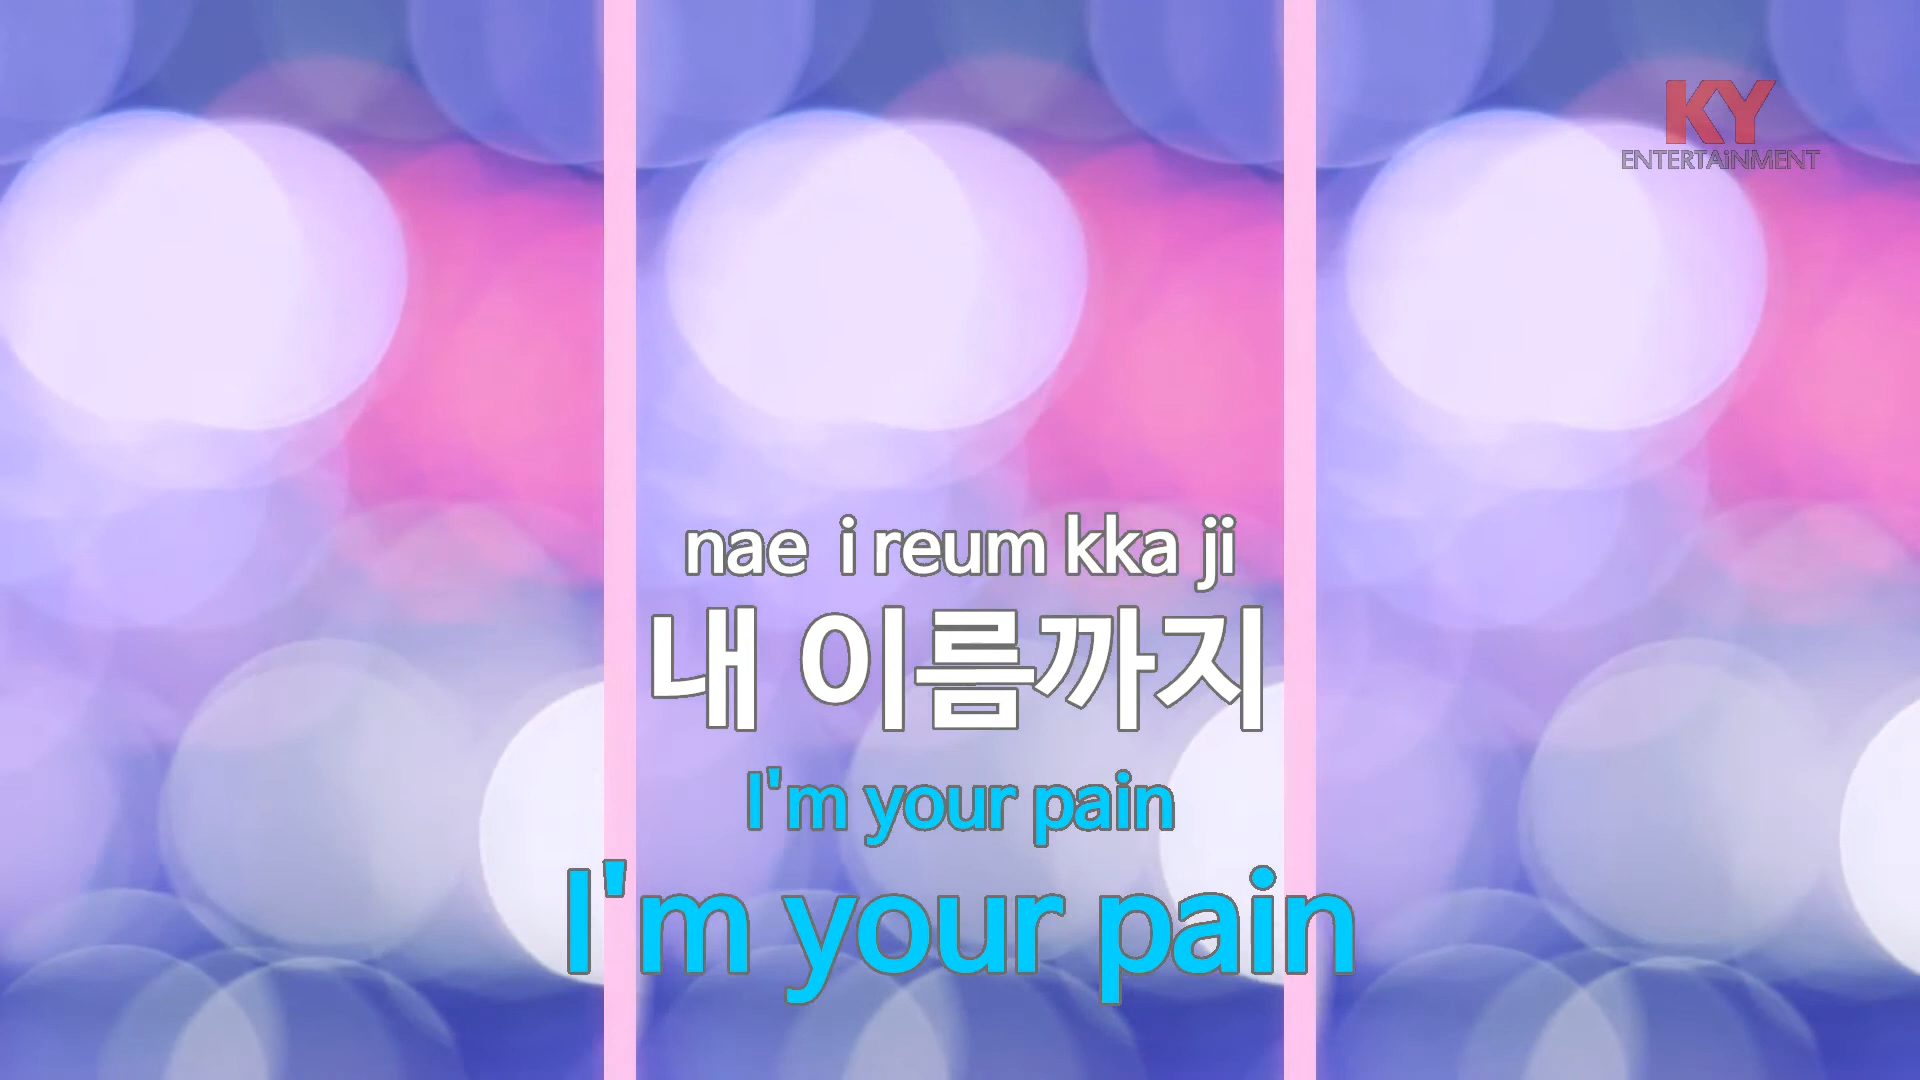 KY
ENTERTAiNMENT
nae i reum kka ji
내 이름까지
I'm your pain
I'm your pain